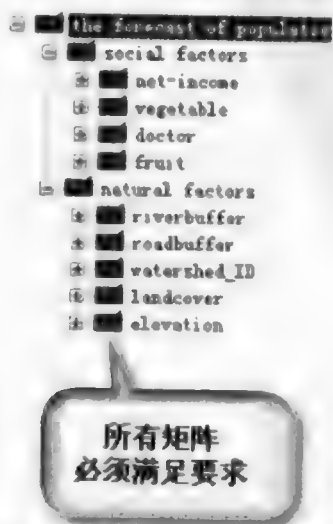 the forecast of population
social factors
net-income
vegetable
doctor
fruit
natural factors
riverbuffer
roadbuffer
watershed_ID
landcover
elevation
所有矩阵
必须满足要求